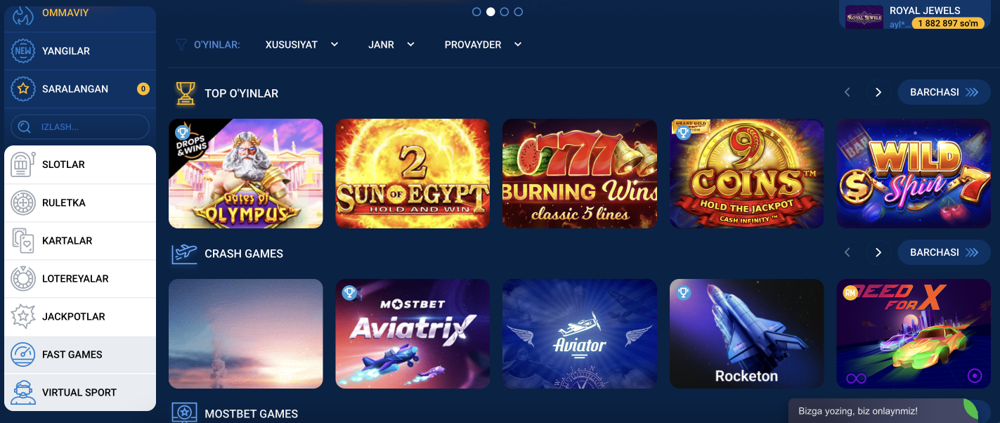 OMMAVIY
NEW YANGILAR
SARALANGAN 0
IZLASH...
SLOTLAR
RULETKA
KARTALAR
LOTEREYALAR
JACKPOTLAR
FAST GAMES
VIRTUAL SPORT
ROYAL JEWELS
ROYAL JEWELS
ayl*... 1 882 897 so'm
O'YINLAR: XUSUSIYAT JANR PROVAYDER
TOP O'YINLAR
BARCHASI
DROPS
&WINS
Gates of
OLYMPUS
2
SUN OF EGYPT
HOLD AND WIN
777
BURNING Wins
classic 5 lines
GRAND GOLD
9
COINS™
HOLD THE JACKPOT
CASH INFINITY™
BAR
WILD
Spin
$ 7
CRASH GAMES
BARCHASI
MOSTBET
AviatriX
Aviator
N
Rocketon
RM
NEED
FOR X
MOSTBET GAMES
Bizga yozing, biz onlaynmiz!